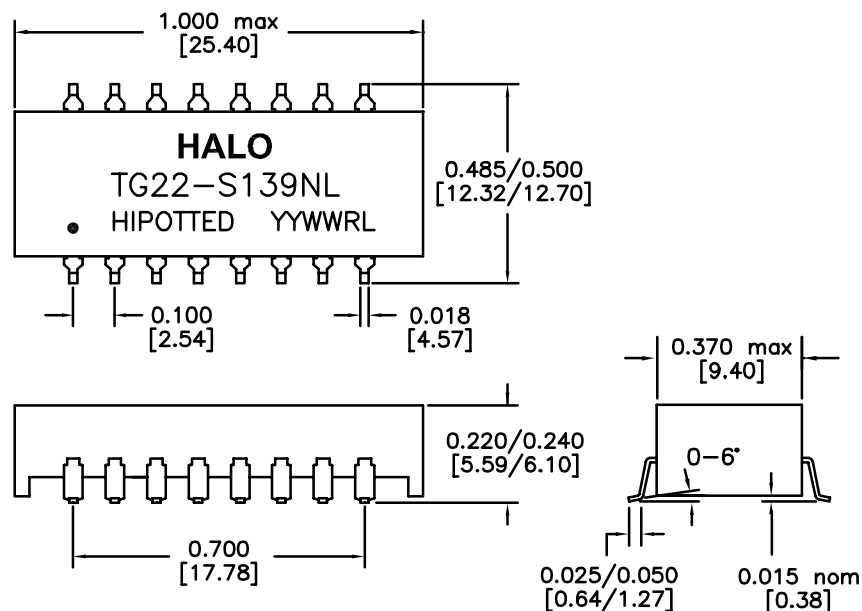 1.000 max
[25.40]
HALO
TG22-S139NL
HIPOTTED YYWWRL
0.485/0.500
[12.32/12.70]
0.100
[2.54]
0.018
[4.57]
0.370 max
[9.40]
0.220/0.240
[5.59/6.10]
0-6°
0.700
[17.78]
0.025/0.050
[0.64/1.27]
0.015 nom
[0.38]